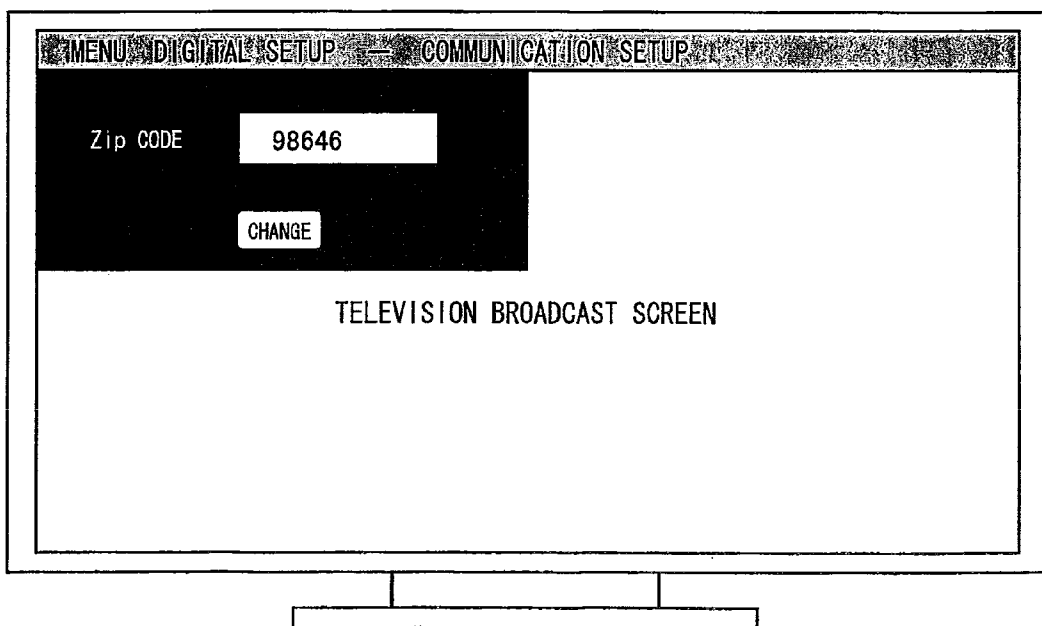 MENU DIGITAL SETUP — COMMUNICATION SETUP
Zip CODE 98646
CHANGE
TELEVISION BROADCAST SCREEN